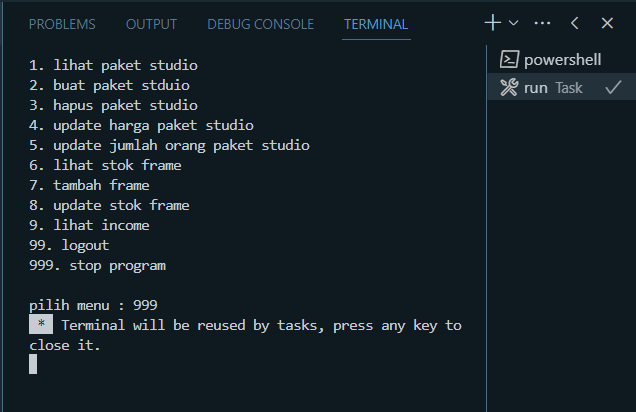 PROBLEMS OUTPUT DEBUG CONSOLE TERMINAL
1. lihat paket studio
2. buat paket stduio
3. hapus paket studio
4. update harga paket studio
5. update jumlah orang paket studio
6. lihat stok frame
7. tambah frame
8. update stok frame
9. lihat income
99. logout
999. stop program
pilih menu : 999
* Terminal will be reused by tasks, press any key to
close it.
powershell
run Task